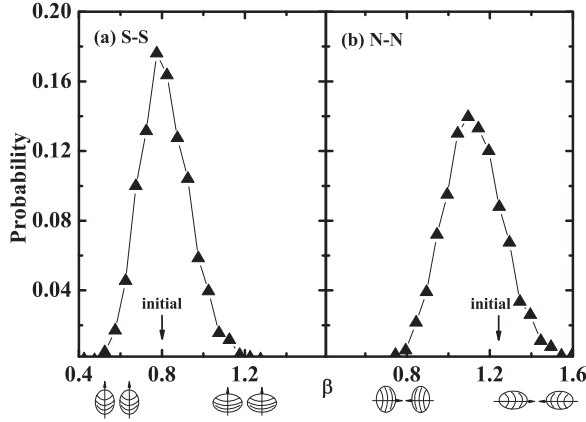 0.20
(a) S-S
(b) N-N
0.16
0.12
Probability
0.08
0.04
initial
initial
0.4 0.8 1.2 β 0.8 1.2 1.6